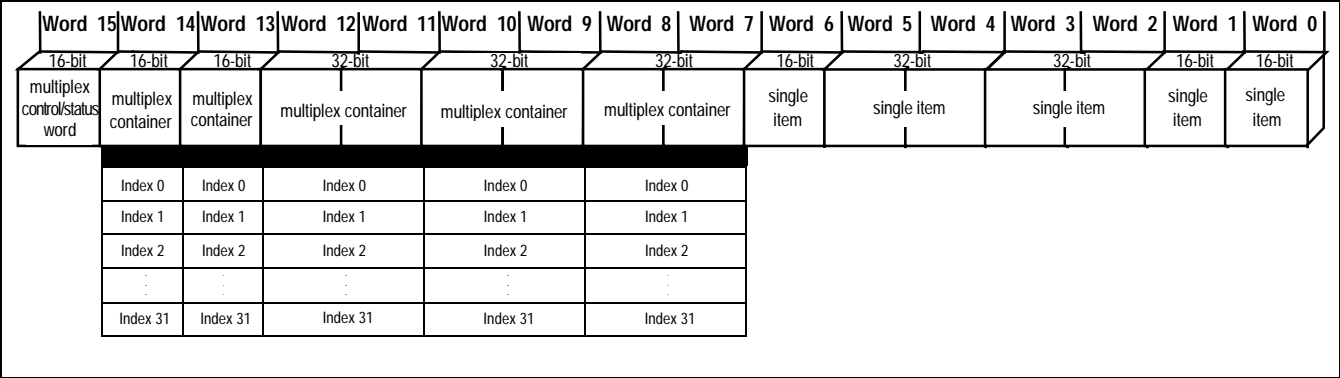 Word 15 Word 14 Word 13 Word 12 Word 11 Word 10 Word 9 Word 8 Word 7 Word 6 Word 5 Word 4 Word 3 Word 2 Word 1 Word 0
16-bit 16-bit 16-bit 32-bit 32-bit 32-bit 16-bit 32-bit 32-bit 16-bit 16-bit
multiplex control/status word
multiplex container
multiplex container
multiplex container
multiplex container
multiplex container
single item
single item
single item
single item
single item
Index 0 Index 0 Index 0 Index 0 Index 0
Index 1 Index 1 Index 1 Index 1 Index 1
Index 2 Index 2 Index 2 Index 2 Index 2
Index 31 Index 31 Index 31 Index 31 Index 31